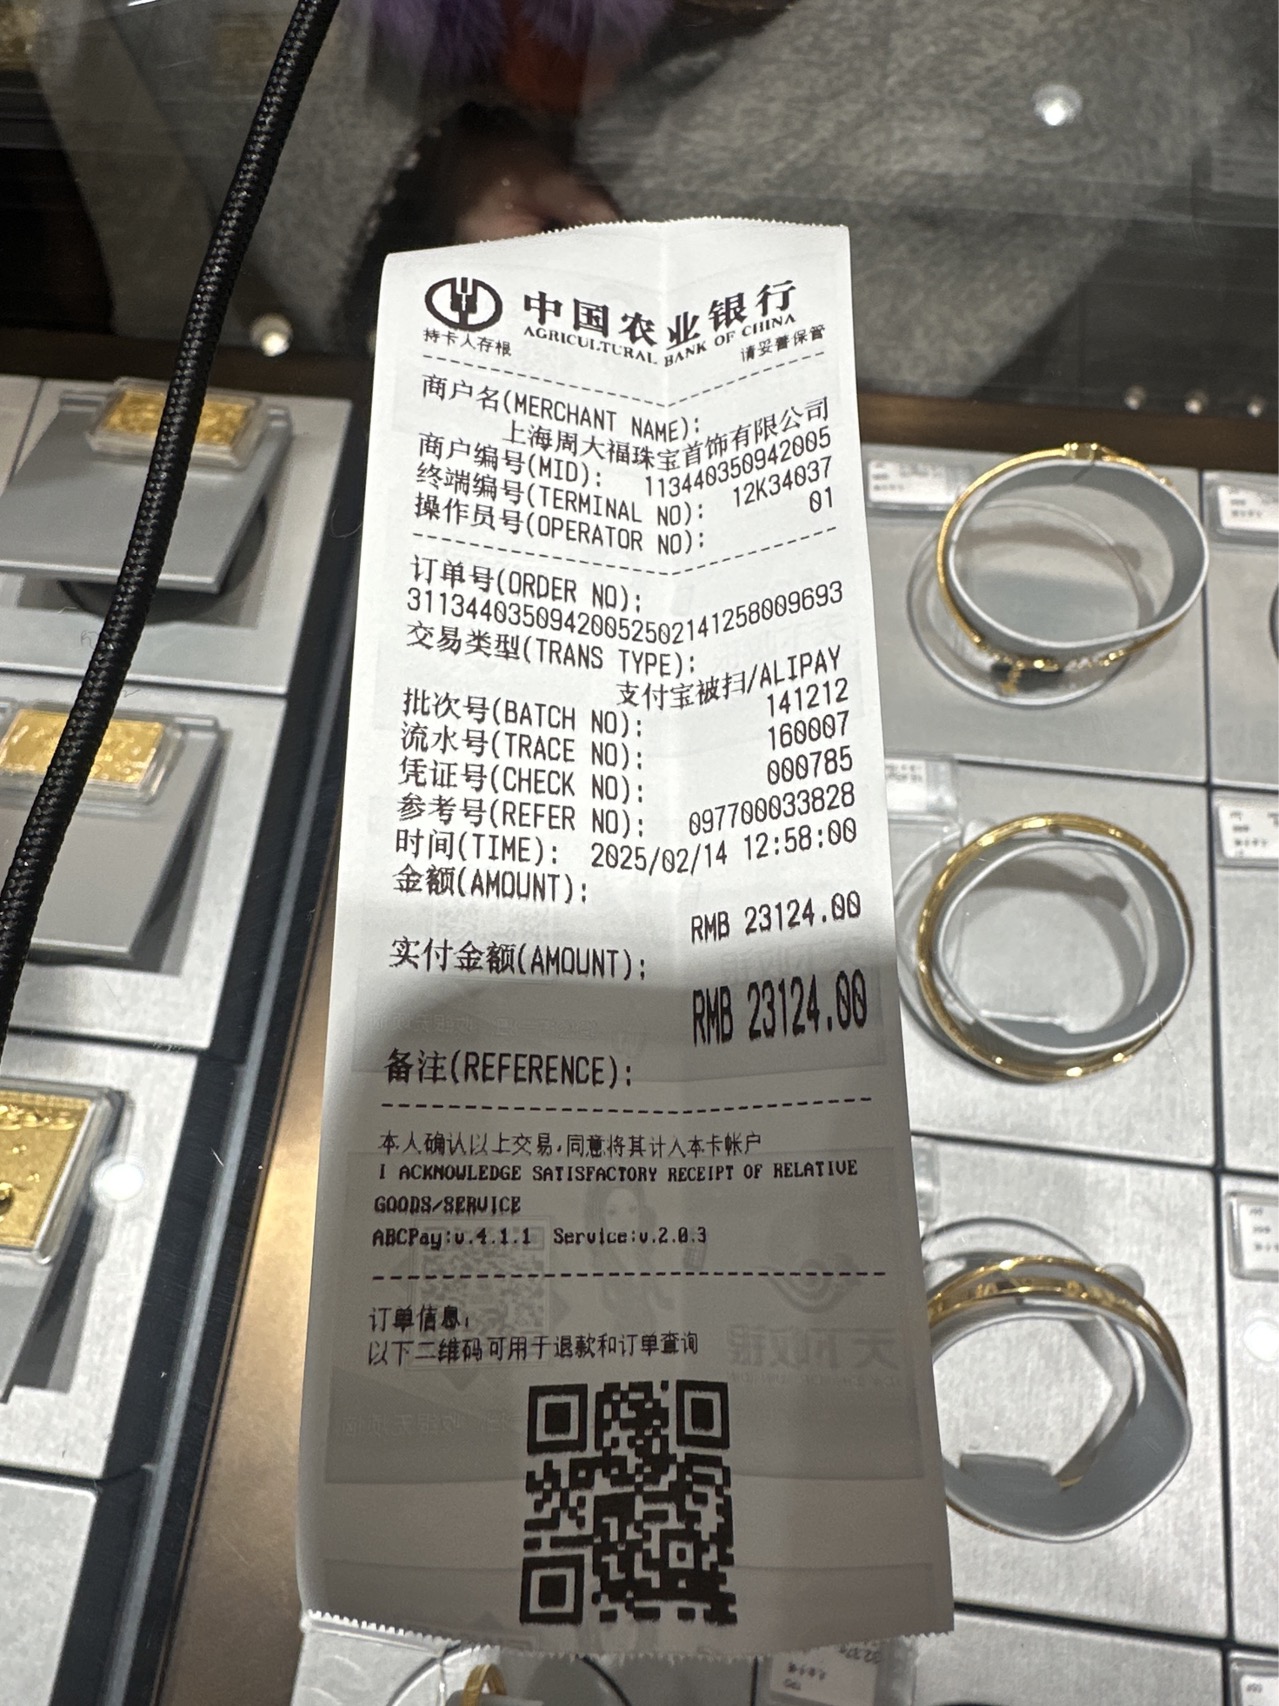 中国农业银行
AGRICULTURAL BANK OF CHINA
持卡人存根 请妥善保管
商户名(MERCHANT NAME):
上海周大福珠宝首饰有限公司
商户编号(MID): 113440350942005
终端编号(TERMINAL NO): 12K34037
操作员号(OPERATOR NO): 01
订单号(ORDER NO):
31134403509420052502141258009693
交易类型(TRANS TYPE):
支付宝被扫/ALIPAY
批次号(BATCH NO): 141212
流水号(TRACE NO): 160007
凭证号(CHECK NO): 000785
参考号(REFER NO): 097700033828
时间(TIME): 2025/02/14 12:58:00
金额(AMOUNT):
RMB 23124.00
实付金额(AMOUNT):
RMB 23124.00
备注(REFERENCE):
本人确认以上交易,同意将其计入本卡帐户
I ACKNOWLEDGE SATISFACTORY RECEIPT OF RELATIVE
GOODS/SERVICE
ABCPay:v.4.1.1 Service:v.2.0.3
订单信息:
以下二维码可用于退款和订单查询